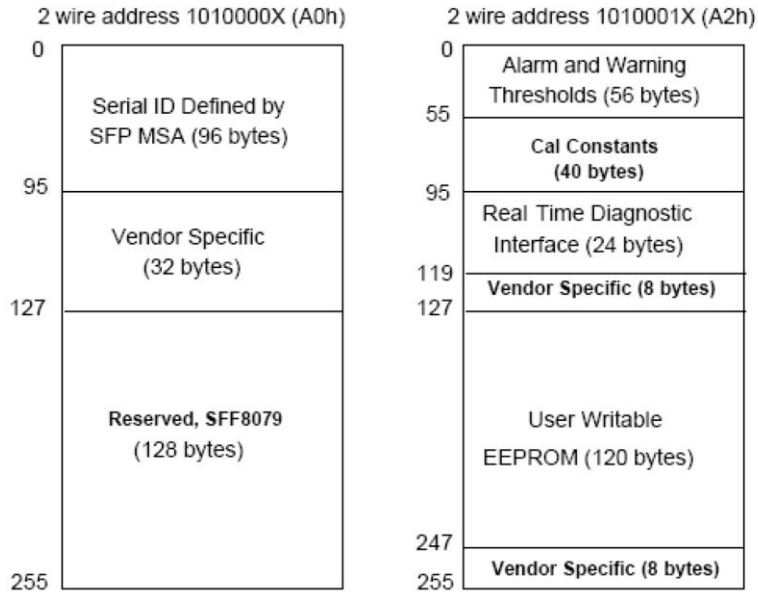 2 wire address 1010000X (A0h)
0
Serial ID Defined by
SFP MSA (96 bytes)
95
Vendor Specific
(32 bytes)
127
Reserved, SFF8079
(128 bytes)
255
2 wire address 1010001X (A2h)
0
Alarm and Warning
Thresholds (56 bytes)
55
Cal Constants
(40 bytes)
95
Real Time Diagnostic
Interface (24 bytes)
119
Vendor Specific (8 bytes)
127
User Writable
EEPROM (120 bytes)
247
Vendor Specific (8 bytes)
255